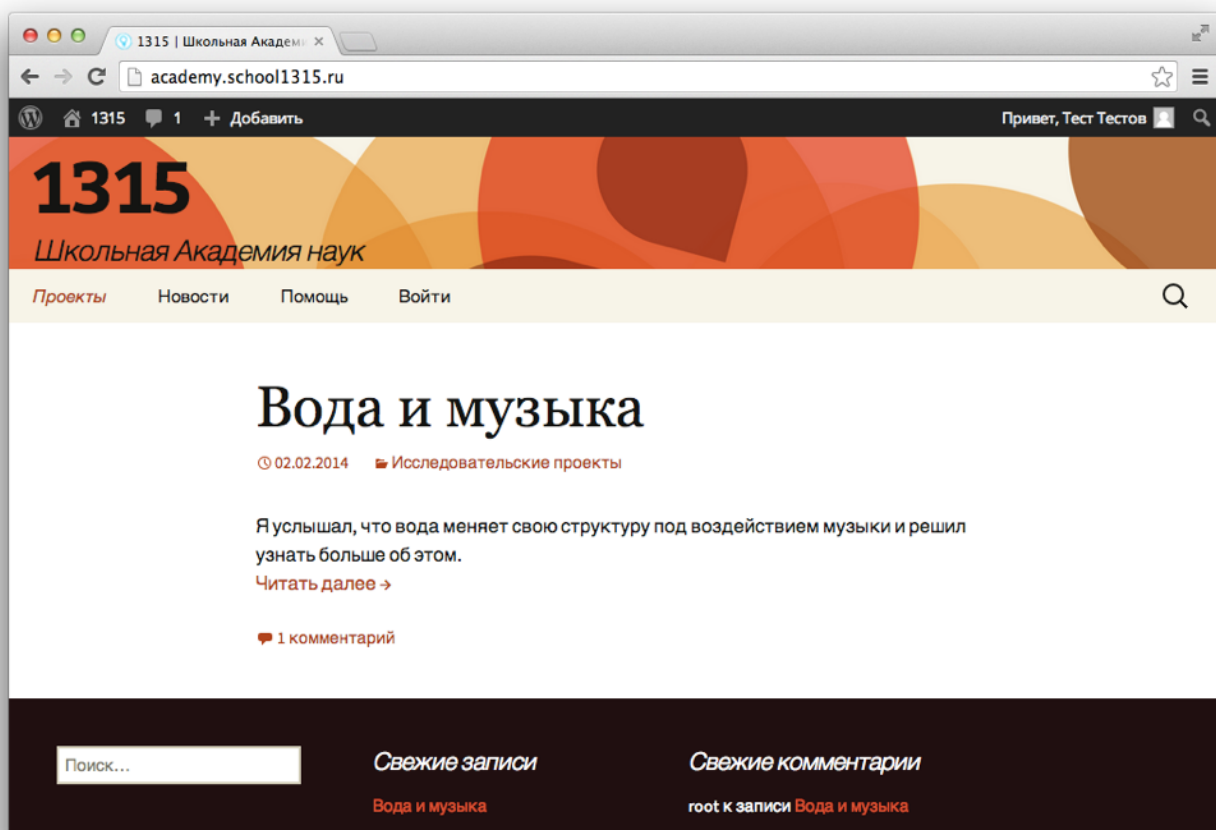 1315 | Школьная Академи
academy.school1315.ru
1315 1 + Добавить Привет, Тест Тестов
1315
Школьная Академия наук
Проекты Новости Помощь Войти
Вода и музыка
02.02.2014 Исследовательские проекты
Я услышал, что вода меняет свою структуру под воздействием музыки и решил
узнать больше об этом.
Читать далее →
1 комментарий
Поиск... Свежие записи Свежие комментарии
Вода и музыка root к записи Вода и музыка